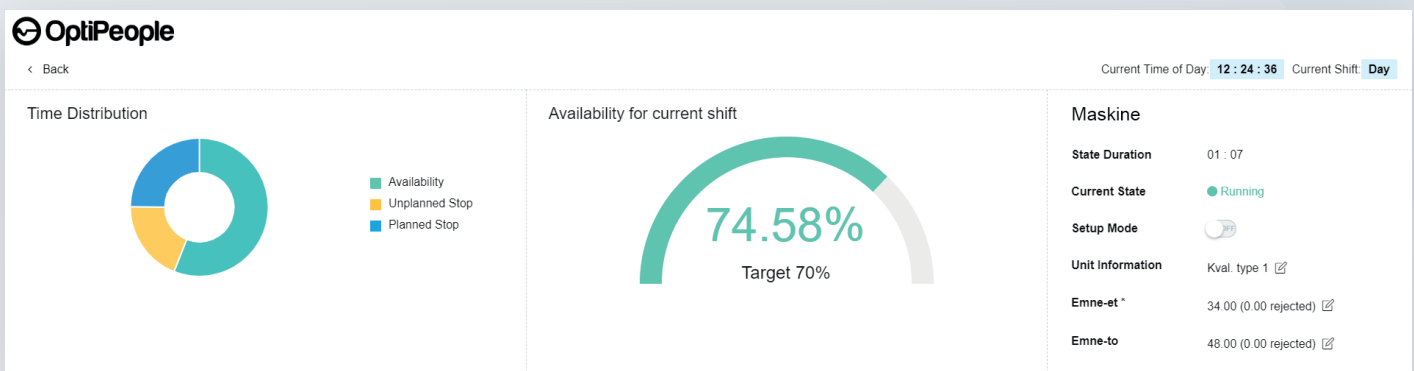 OptiPeople
< Back
Current Time of Day: 12 : 24 : 36 Current Shift: Day
Time Distribution
Availability
Unplanned Stop
Planned Stop
Availability for current shift
74.58%
Target 70%
Maskine
State Duration 01 : 07
Current State Running
Setup Mode OFF
Unit Information Kval. type 1
Emne-et * 34.00 (0.00 rejected)
Emne-to 48.00 (0.00 rejected)